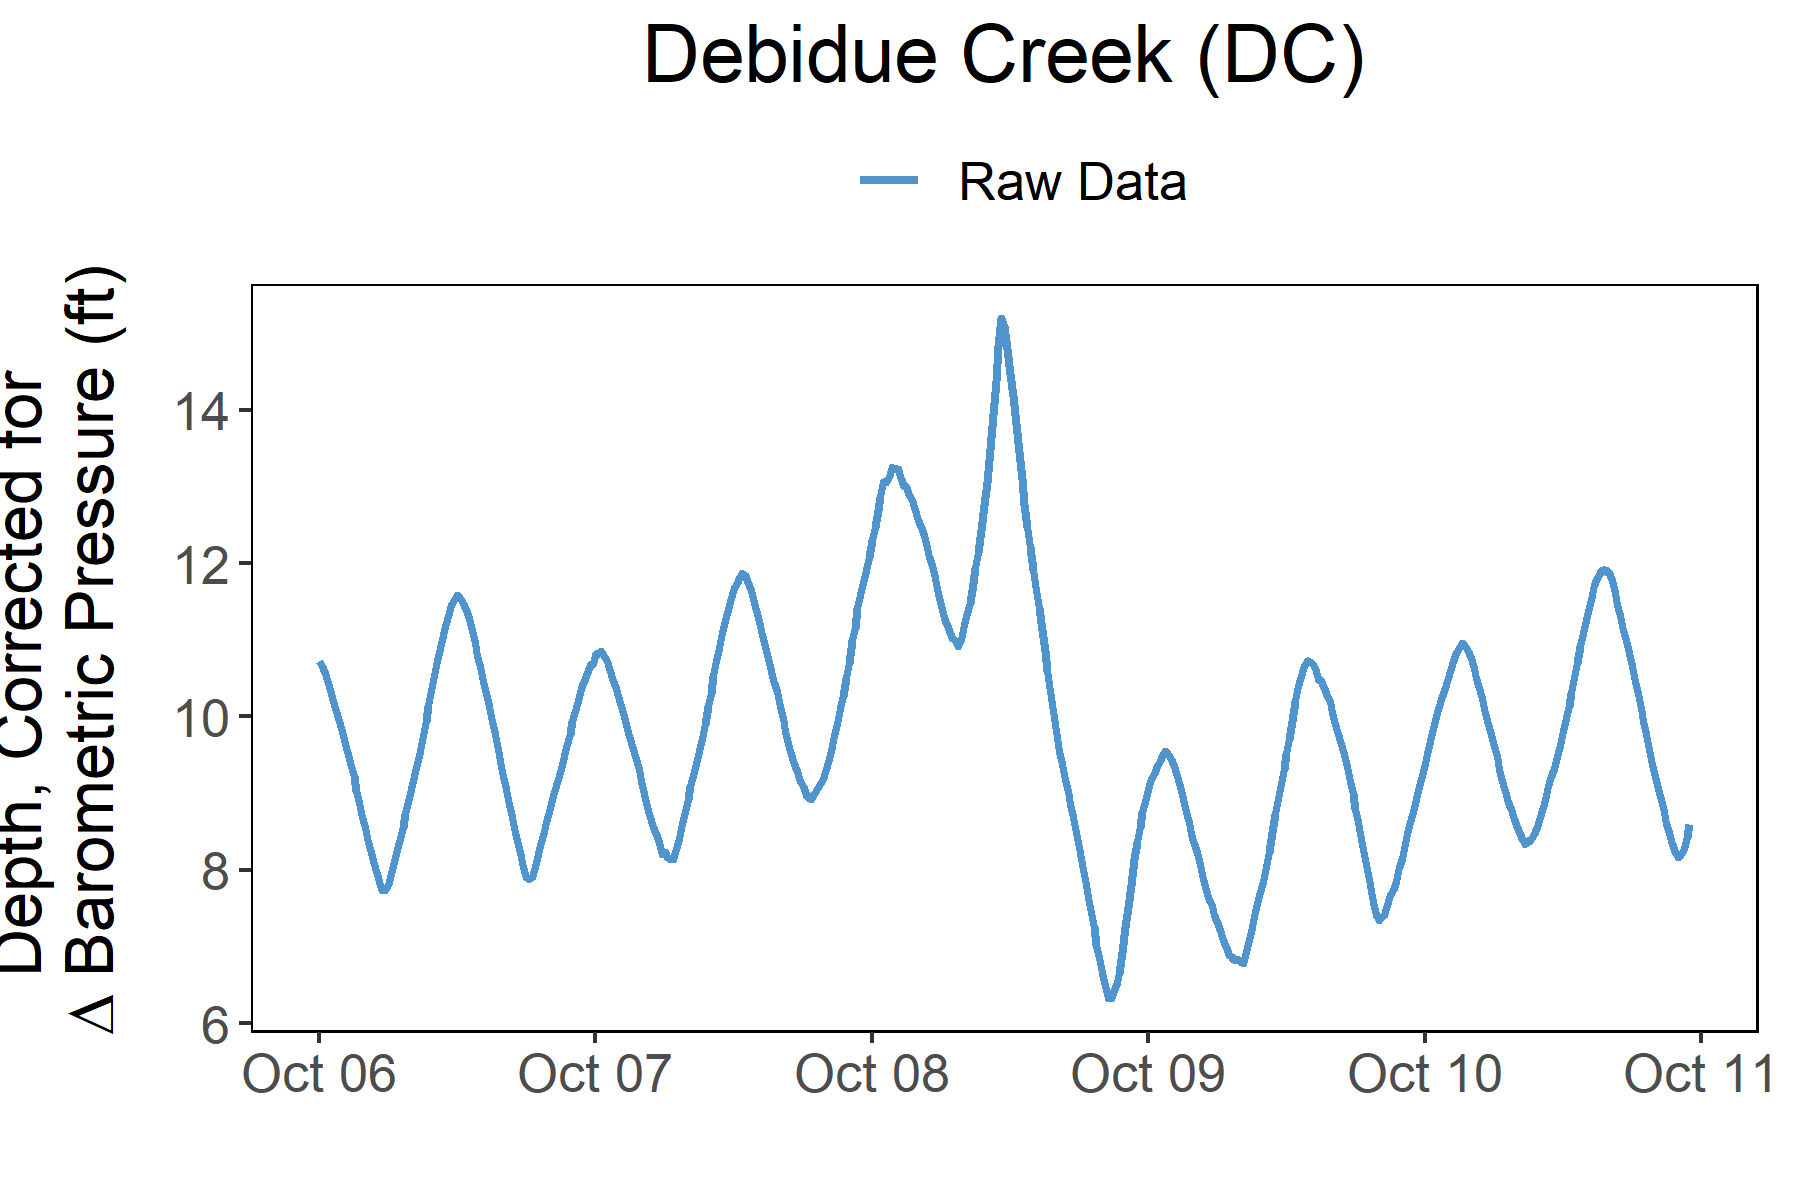 Debidue Creek (DC)
Raw Data
Depth, Corrected for
Δ Barometric Pressure (ft)
14
12
10
8
6
Oct 06
Oct 07
Oct 08
Oct 09
Oct 10
Oct 11